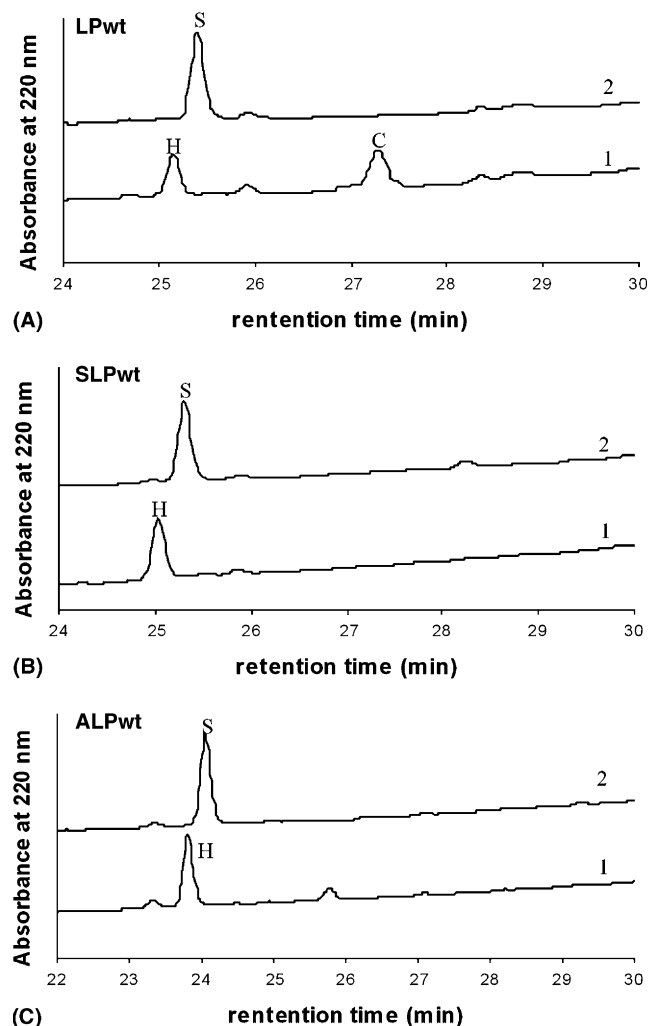 LPwt
S
2
H
C
1
Absorbance at 220 nm
24 25 26 27 28 29 30
(A) rentention time (min)
SLPwt
S
2
H
1
Absorbance at 220 nm
24 25 26 27 28 29 30
(B) retention time (min)
ALPwt
S
2
H
1
Absorbance at 220 nm
22 23 24 25 26 27 28 29 30
(C) rentention time (min)